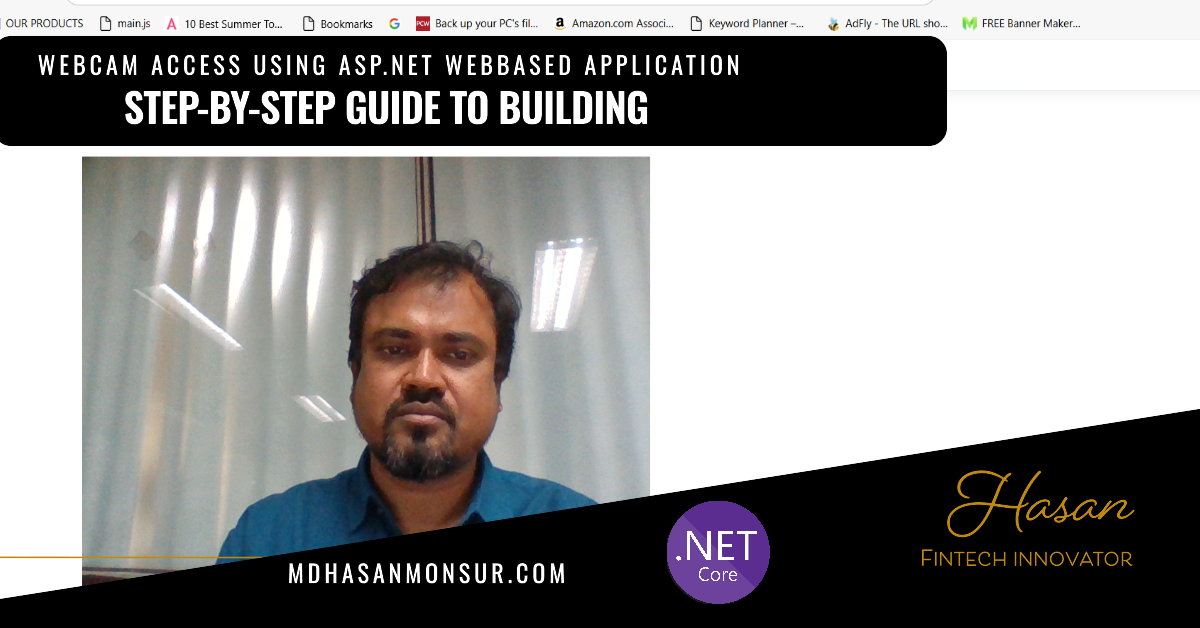 OUR PRODUCTS main.js 10 Best Summer To... Bookmarks Back up your PC's fil... Amazon.com Associ... Keyword Planner –... AdFly - The URL sho... FREE Banner Maker...
WEBCAM ACCESS USING ASP.NET WEBBASED APPLICATION
STEP-BY-STEP GUIDE TO BUILDING
Hasan
FINTECH INNOVATOR
.NET
Core
MDHASANMONSUR.COM